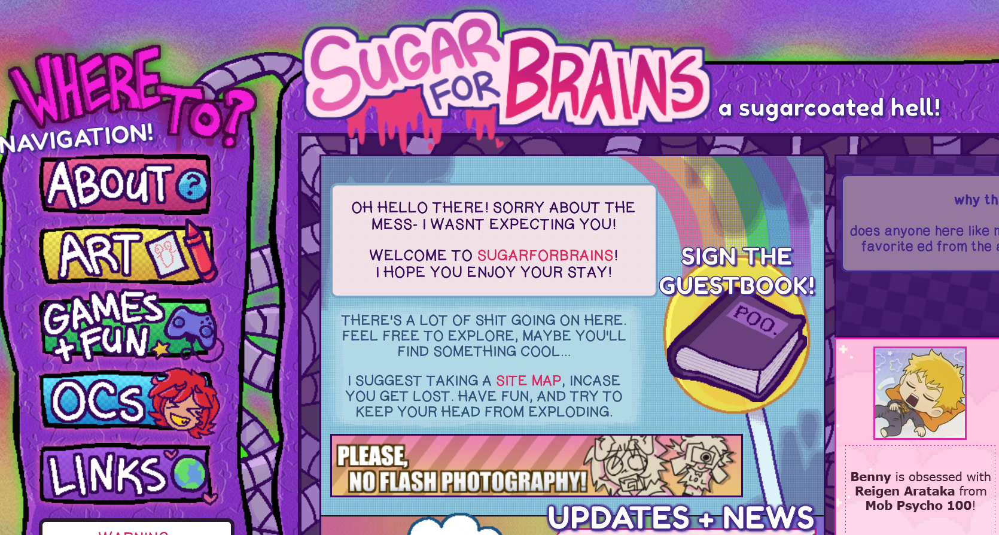 SUGAR
FOR
BRAINS
a sugarcoated hell!
WHERE
TO?
NAVIGATION!
ABOUT ?
ART
GAMES
+ FUN
OCs
LINKS
WARNING
OH HELLO THERE! SORRY ABOUT THE
MESS- I WASNT EXPECTING YOU!
WELCOME TO SUGARFORBRAINS!
I HOPE YOU ENJOY YOUR STAY!
THERE'S A LOT OF SHIT GOING ON HERE.
FEEL FREE TO EXPLORE, MAYBE YOU'LL
FIND SOMETHING COOL...
I SUGGEST TAKING A SITE MAP, INCASE
YOU GET LOST. HAVE FUN, AND TRY TO
KEEP YOUR HEAD FROM EXPLODING.
SIGN THE
GUESTBOOK!
POO.
PLEASE,
NO FLASH PHOTOGRAPHY!
LOL
UPDATES + NEWS
why th
does anyone here like
favorite ed from the
Benny is obsessed with
Reigen Arataka from
Mob Psycho 100!